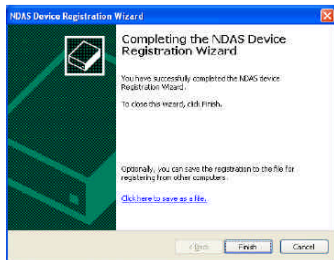 NDAS Device Registration Wizard
Completing the NDAS Device
Registration Wizard
You have successfully completed the NDAS device
Registration Wizard.
To close this wizard, click Finish.
Optionally, you can save the registration to the file for
registering from other computers.
Click here to save as a file.
< Back
Finish
Cancel